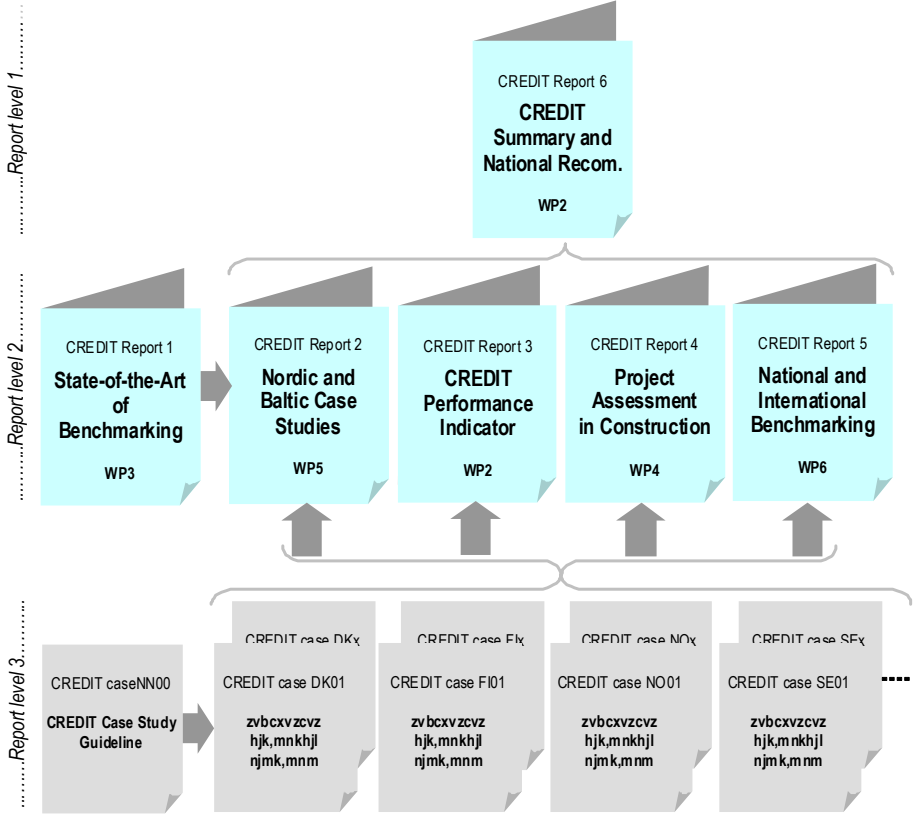 Report level 1
CREDIT Report 6
CREDIT
Summary and
National Recom.
WP2
Report level 2
CREDIT Report 1
State-of-the-Art
of
Benchmarking
WP3
CREDIT Report 2
Nordic and
Baltic Case
Studies
WP5
CREDIT Report 3
CREDIT
Performance
Indicator
WP2
CREDIT Report 4
Project
Assessment
in Construction
WP4
CREDIT Report 5
National and
International
Benchmarking
WP6
Report level 3
CREDIT caseNN00
CREDIT Case Study
Guideline
CREDIT case DKx
CREDIT case DK01
zvbcxvzcvz
hjk,mnkhjl
njmk,mnm
CREDIT case FIx
CREDIT case FI01
zvbcxvzcvz
hjk,mnkhjl
njmk,mnm
CREDIT case NOx
CREDIT case NO01
zvbcxvzcvz
hjk,mnkhjl
njmk,mnm
CREDIT case SEx
CREDIT case SE01
zvbcxvzcvz
hjk,mnkhjl
njmk,mnm